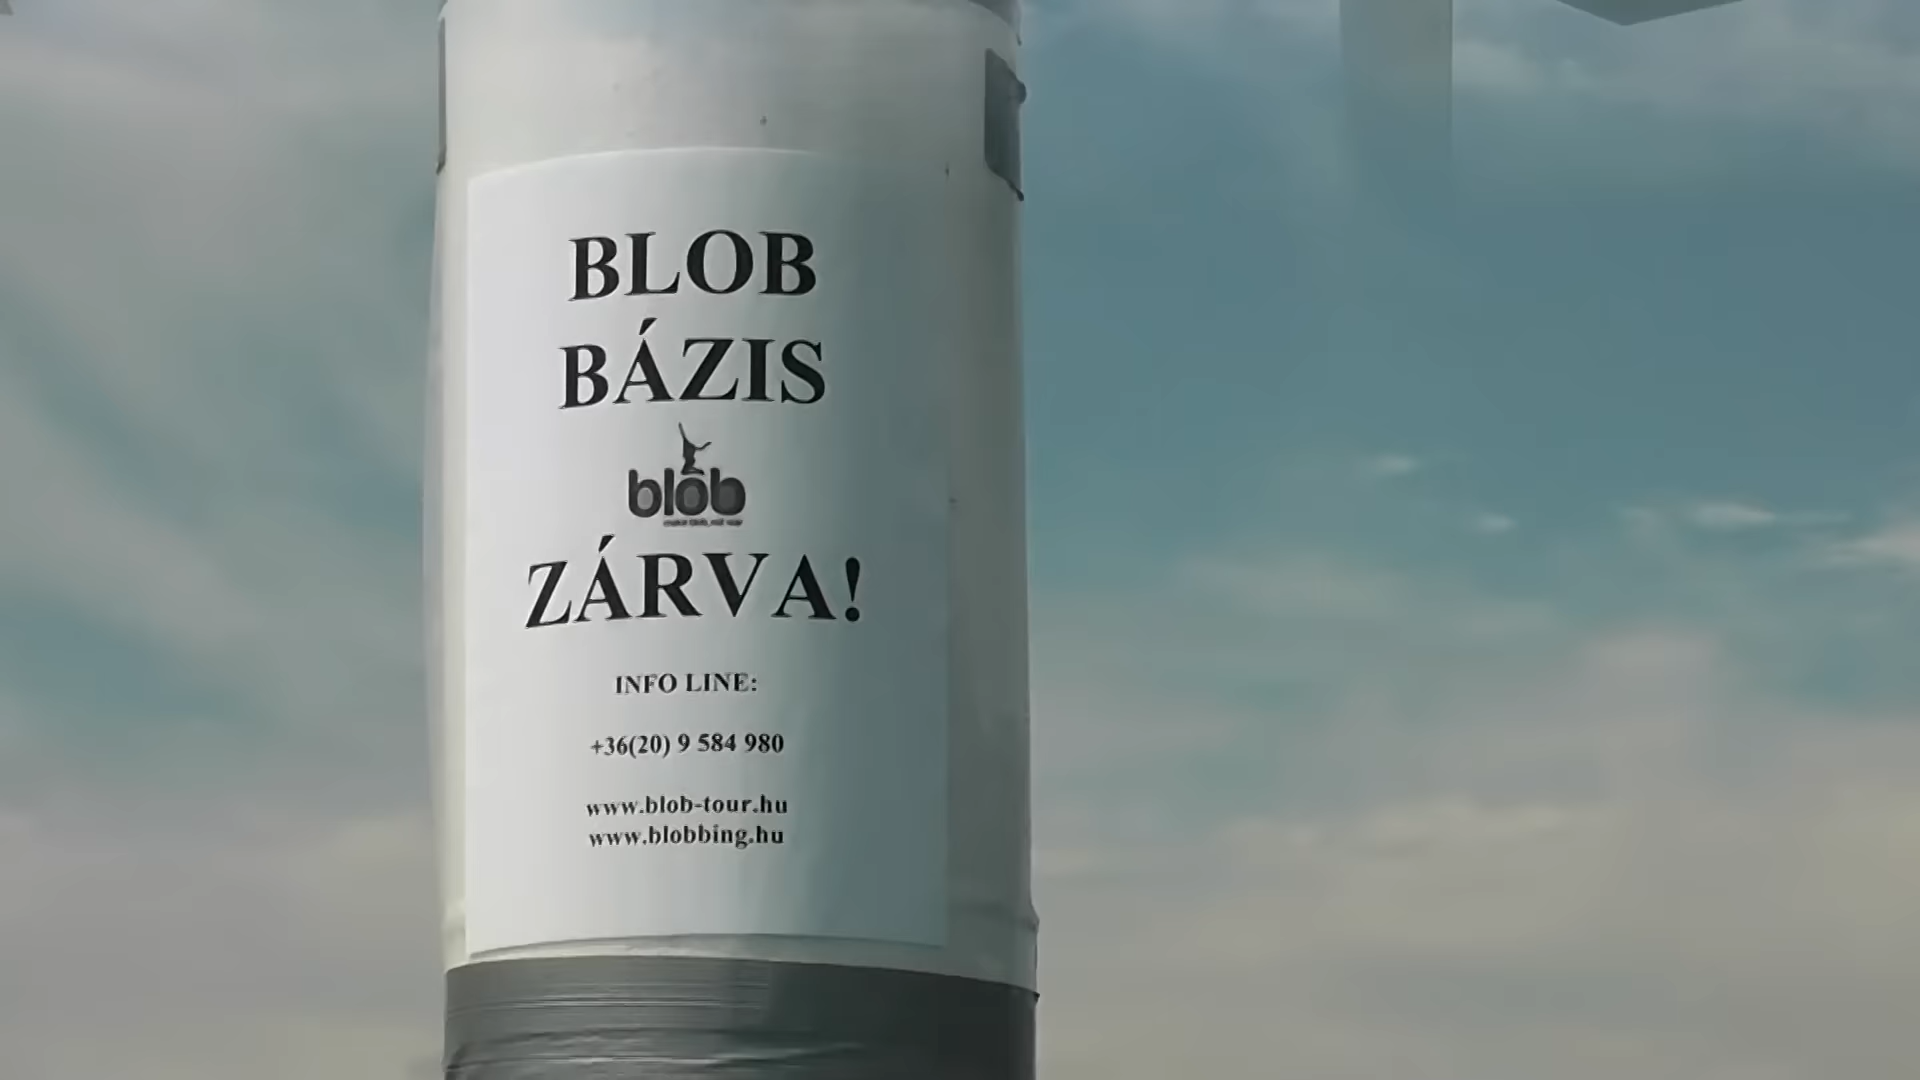 BLOB
BÁZIS
blob
ZÁRVA!
INFO LINE:
+36(20) 9 584 980
www.blob-tour.hu
www.blobbing.hu